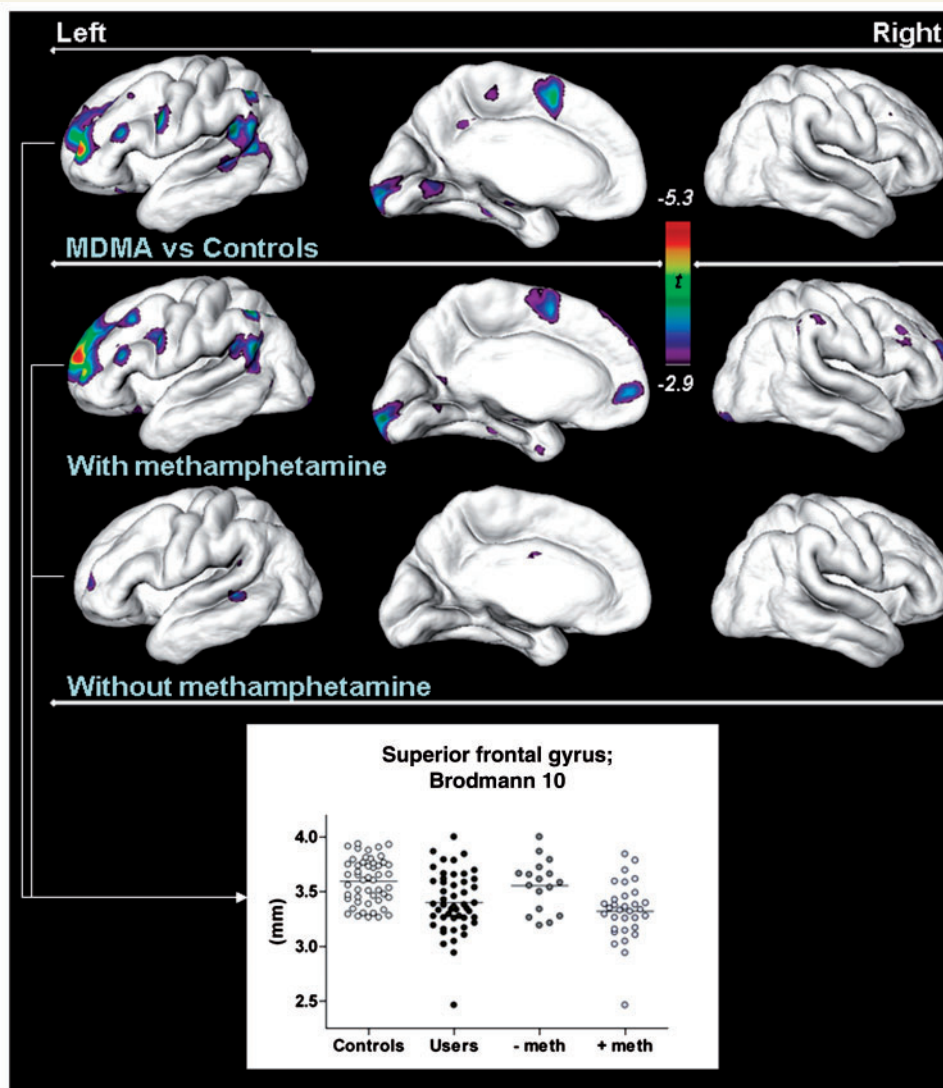 Left Right
MDMA vs Controls
-5.3
t
-2.9
With methamphetamine
Without methamphetamine
Superior frontal gyrus;
Brodmann 10
(mm)
4.0
3.5
3.0
2.5
Controls Users - meth + meth